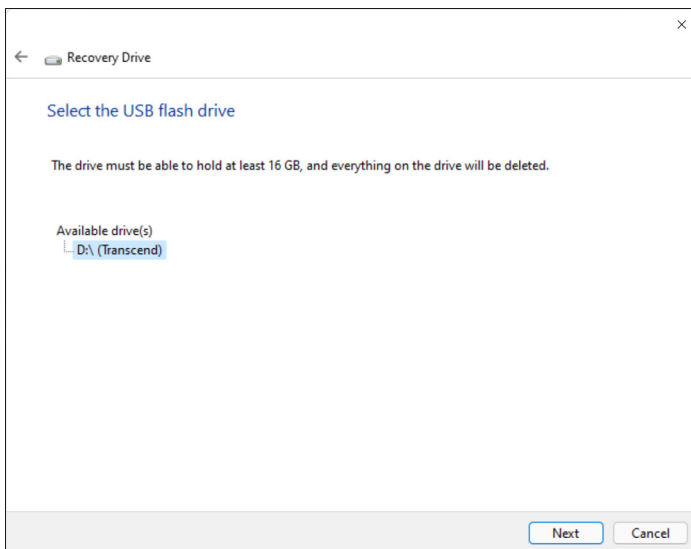 Recovery Drive
Select the USB flash drive
The drive must be able to hold at least 16 GB, and everything on the drive will be deleted.
Available drive(s)
D:\ (Transcend)
Next
Cancel